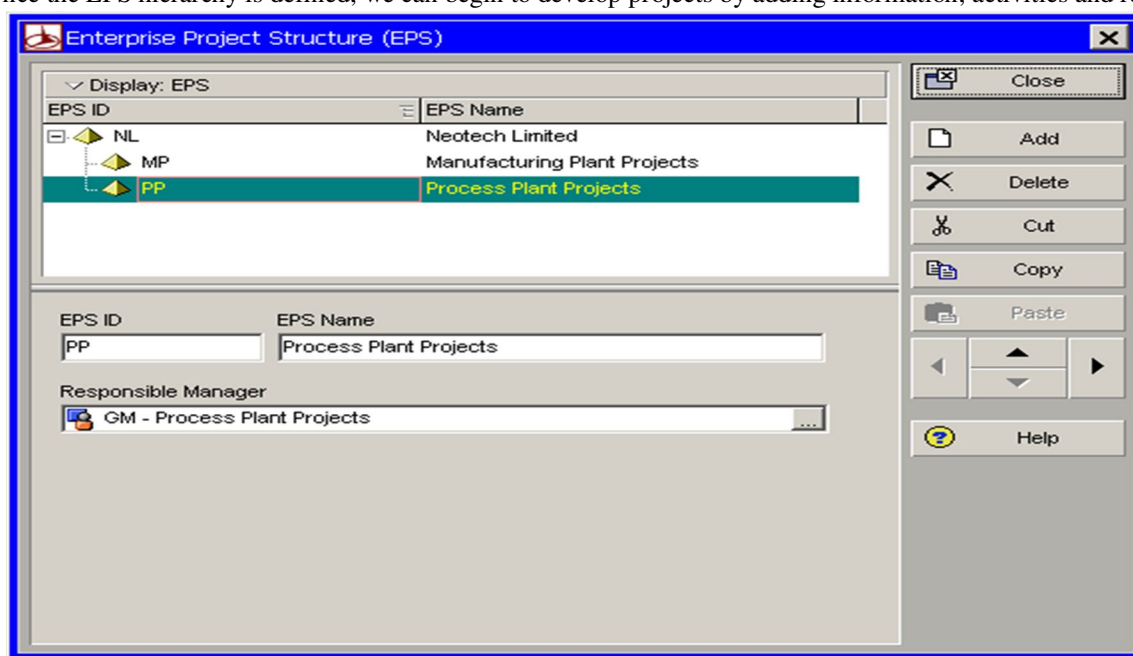 nce the EPS hierarchy is defined, we can begin to develop projects by adding information, activities and
Enterprise Project Structure (EPS)
Display: EPS
EPS ID EPS Name
NL Neotech Limited
MP Manufacturing Plant Projects
PP Process Plant Projects
EPS ID EPS Name
PP Process Plant Projects
Responsible Manager
GM - Process Plant Projects
...
Close
Add
Delete
Cut
Copy
Paste
Help